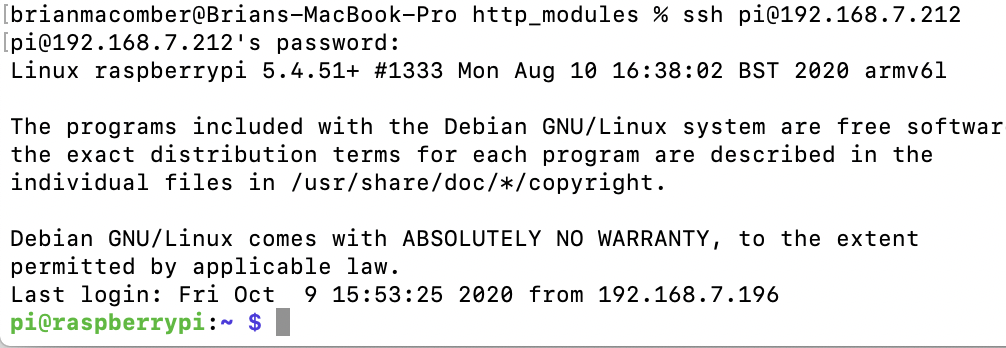 [brianmacomber@Brians-MacBook-Pro http_modules % ssh pi@192.168.7.212
[pi@192.168.7.212's password:
Linux raspberrypi 5.4.51+ #1333 Mon Aug 10 16:38:02 BST 2020 armv6l
The programs included with the Debian GNU/Linux system are free softwar
the exact distribution terms for each program are described in the
individual files in /usr/share/doc/*/copyright.
Debian GNU/Linux comes with ABSOLUTELY NO WARRANTY, to the extent
permitted by applicable law.
Last login: Fri Oct  9 15:53:25 2020 from 192.168.7.196
pi@raspberrypi:~ $